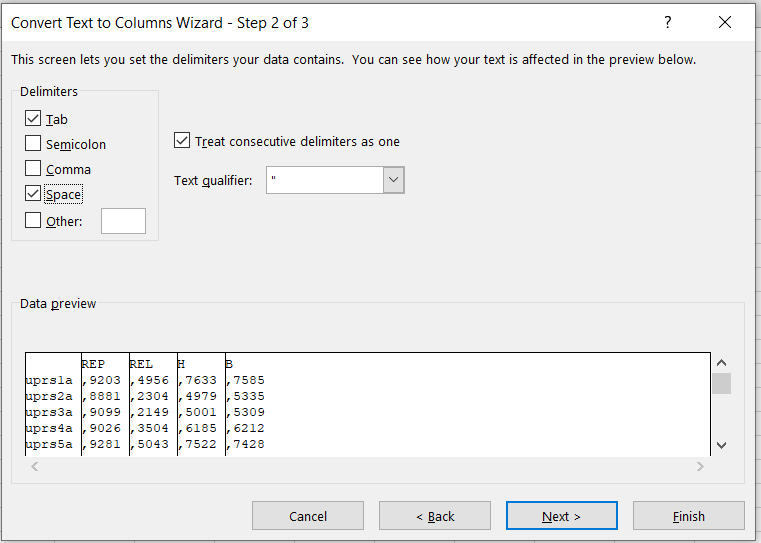 Convert Text to Columns Wizard - Step 2 of 3
This screen lets you set the delimiters your data contains. You can see how your text is affected in the preview below.
Delimiters
Tab
Semicolon
Comma
Space
Other:
Treat consecutive delimiters as one
Text qualifier: "
Data preview
REP REL H B
uprs1a ,9203 ,4956 ,7633 ,7585
uprs2a ,8881 ,2304 ,4979 ,5335
uprs3a ,9099 ,2149 ,5001 ,5309
uprs4a ,9026 ,3504 ,6185 ,6212
uprs5a ,9281 ,5043 ,7522 ,7428
Cancel < Back Next > Finish